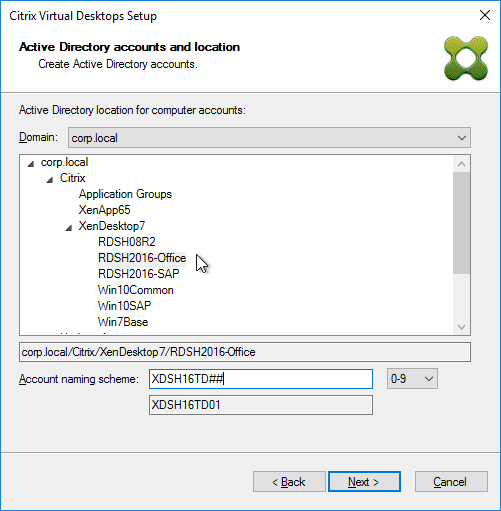 Citrix Virtual Desktops Setup
Active Directory accounts and location
Create Active Directory accounts.
Active Directory location for computer accounts:
Domain: corp.local
corp.local
Citrix
Application Groups
XenApp65
XenDesktop7
RDSH08R2
RDSH2016-Office
RDSH2016-SAP
Win10Common
Win10SAP
Win7Base
corp.local/Citrix/XenDesktop7/RDSH2016-Office
Account naming scheme: XDSH16TD## 0-9
XDSH16TD01
< Back Next > Cancel